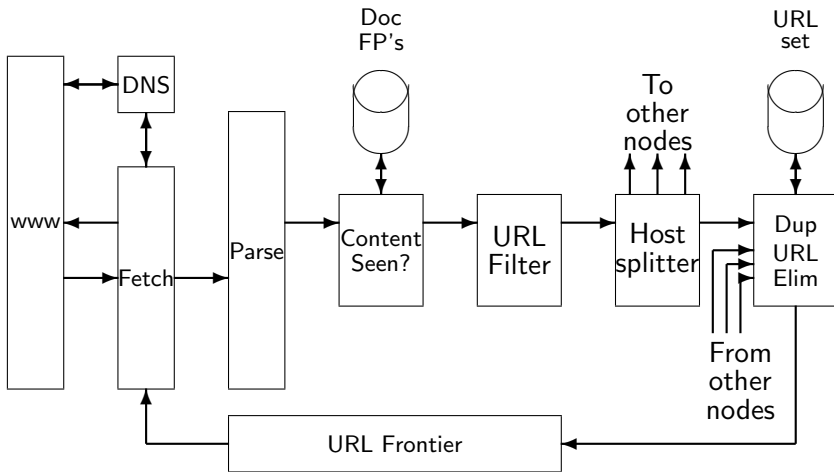 Doc
FP's
URL
set
DNS
To
other
nodes
www
Fetch
Parse
Content
Seen?
URL
Filter
Host
splitter
Dup
URL
Elim
From
other
nodes
URL Frontier